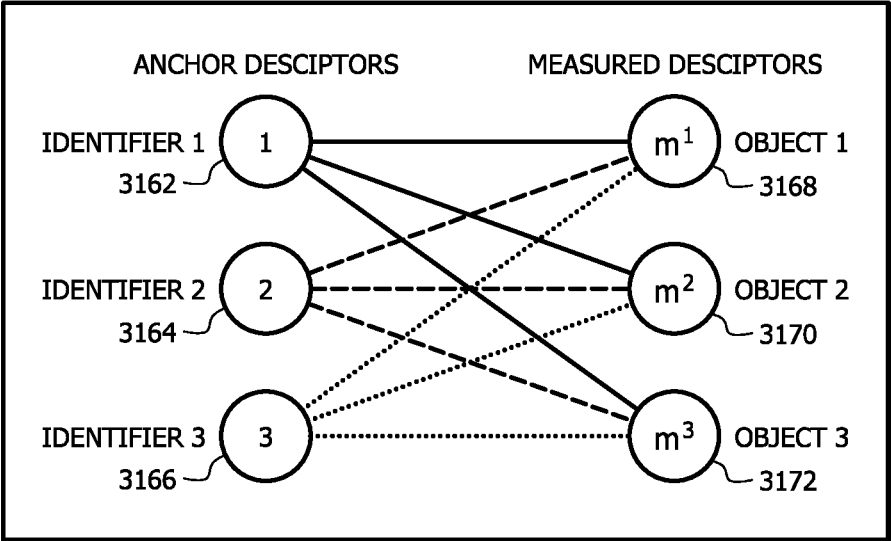 ANCHOR DESCIPTORS MEASURED DESCIPTORS
IDENTIFIER 1 1 m¹ OBJECT 1
3162 3168
IDENTIFIER 2 2 m² OBJECT 2
3164 3170
IDENTIFIER 3 3 m³ OBJECT 3
3166 3172